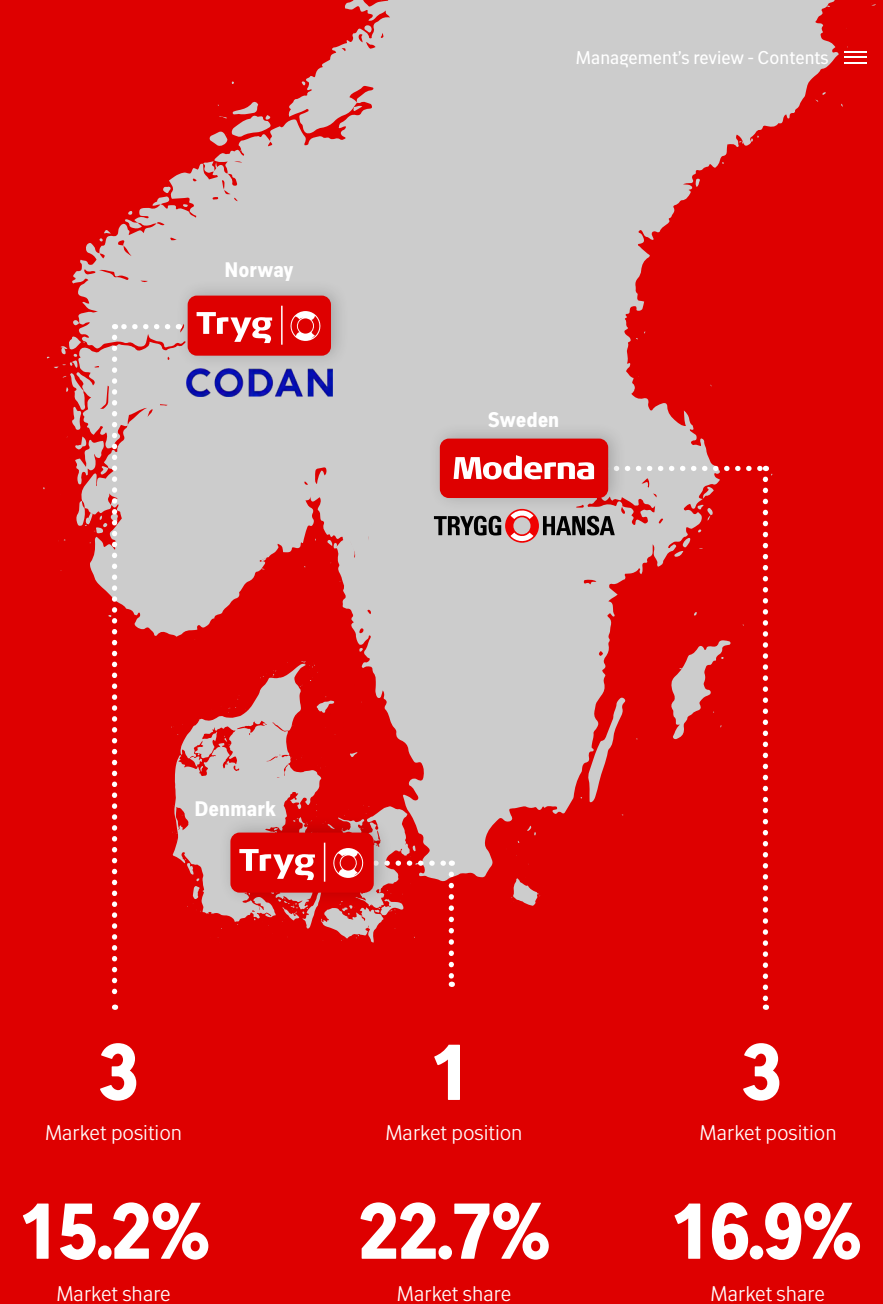 Management's review - Contents
Norway
Tryg
CODAN
Sweden
Moderna
TRYGG HANSA
Denmark
Tryg
3
Market position
15.2%
Market share
1
Market position
22.7%
Market share
3
Market position
16.9%
Market share